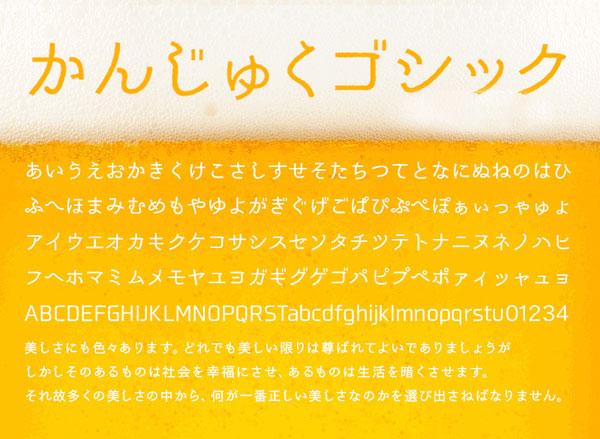 かんじゅくゴシック
あいうえおかきくけこさしすせそたちつてとなにぬねのはひ
ふへほまみむめもやゆよがぎぐげごぱぴぷぺぽぁぃっゃゅょ
アイウエオカキクケコサシスセソタチツテトナニヌネノハヒ
フヘホマミムメモヤユヨガギグゲゴパピプペポァィッャュョ
ABCDEFGHIJKLMNOPQRSTabcdfghijklmnopqrstu01234
美しさにも色々あります。どれでも美しい限りは尊ばれてよいでありましょうが
しかしそのあるものは社会を幸福にさせ、あるものは生活を暗くさせます。
それ故多くの美しさの中から、何が一番正しい美しさなのかを選び出さねばなりません。